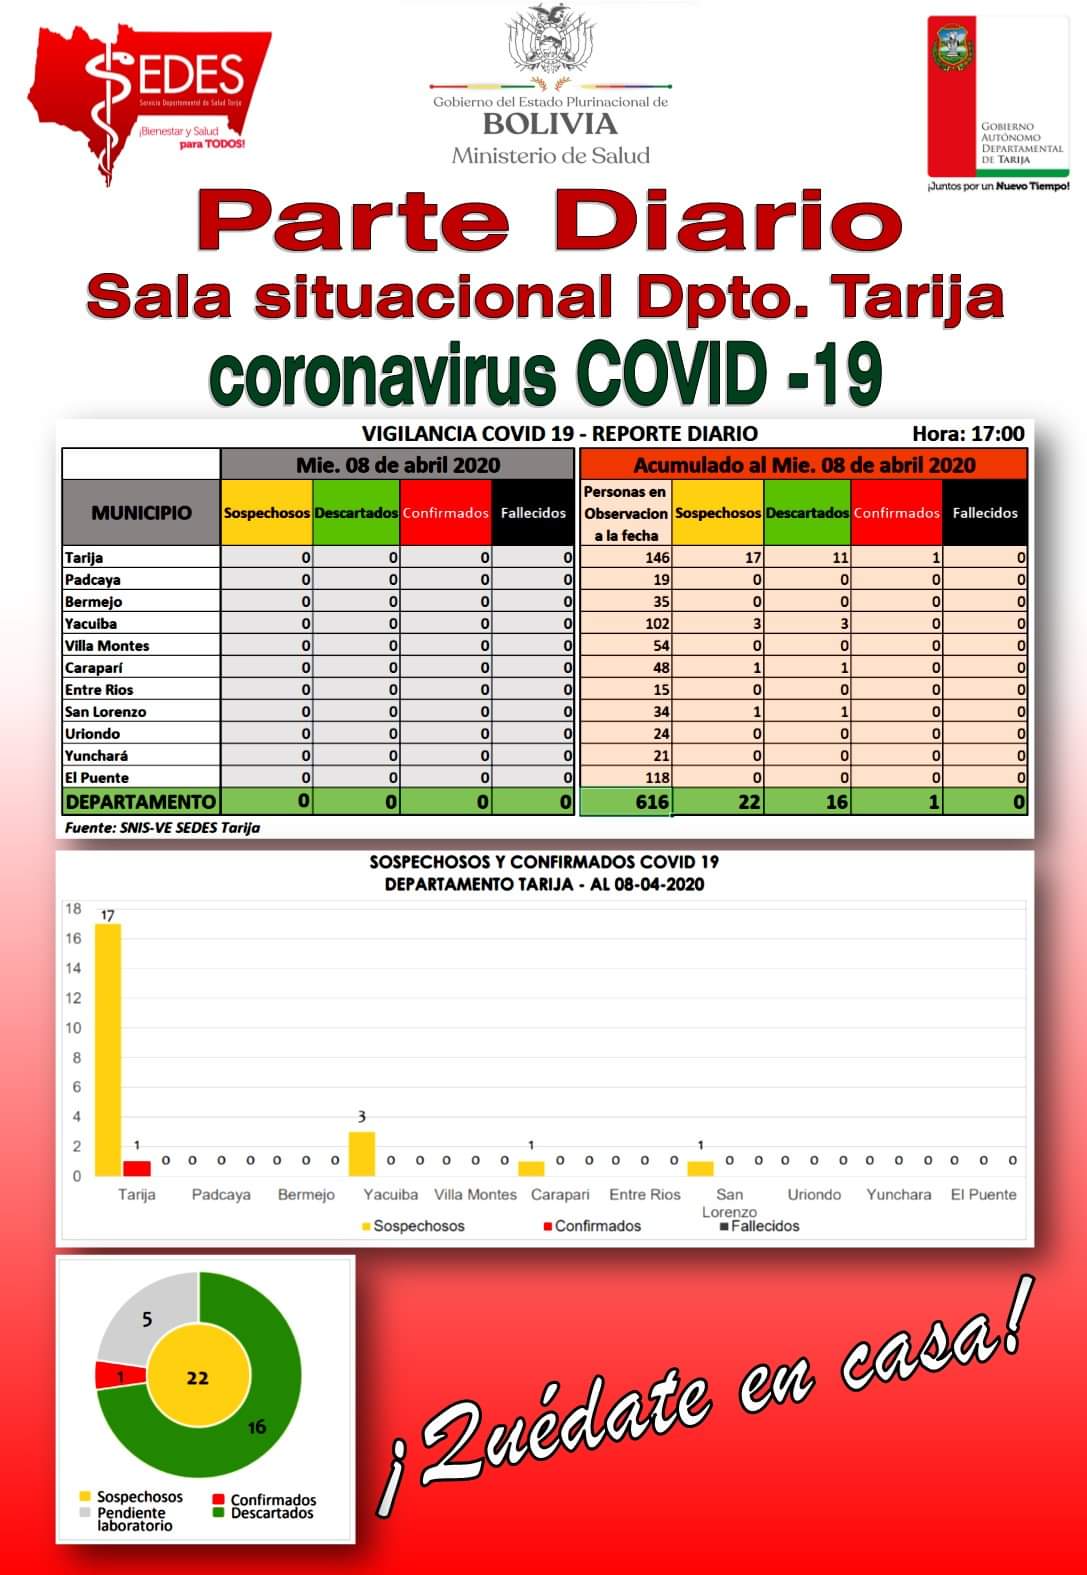 SEDES
Servicio Departamental de Salud Tarija
¡Bienestar y Salud
para TODOS!
Gobierno del Estado Plurinacional de
BOLIVIA
Ministerio de Salud
GOBIERNO
AUTÓNOMO
DEPARTAMENTAL
DE TARIJA
¡Juntos por un Nuevo Tiempo!
Parte Diario
Sala situacional Dpto. Tarija
coronavirus COVID -19
VIGILANCIA COVID 19 - REPORTE DIARIO Hora: 17:00
Mie. 08 de abril 2020 Acumulado al Mie. 08 de abril 2020
MUNICIPIO Sospechosos Descartados Confirmados Fallecidos Personas en Observacion a la fecha Sospechosos Descartados Confirmados Fallecidos
Tarija 0 0 0 0 146 17 11 1 0
Padcaya 0 0 0 0 19 0 0 0 0
Bermejo 0 0 0 0 35 0 0 0 0
Yacuiba 0 0 0 0 102 3 3 0 0
Villa Montes 0 0 0 0 54 0 0 0 0
Caraparí 0 0 0 0 48 1 1 0 0
Entre Rios 0 0 0 0 15 0 0 0 0
San Lorenzo 0 0 0 0 34 1 1 0 0
Uriondo 0 0 0 0 24 0 0 0 0
Yunchará 0 0 0 0 21 0 0 0 0
El Puente 0 0 0 0 118 0 0 0 0
DEPARTAMENTO 0 0 0 0 616 22 16 1 0
Fuente: SNIS-VE SEDES Tarija
SOSPECHOSOS Y CONFIRMADOS COVID 19
DEPARTAMENTO TARIJA - AL 08-04-2020
18
16
14
12
10
8
6
4
2
0
17
1 0 0 0 0 0 0 0 3 0 0 0 0 0 1 0 0 0 0 0 1 0 0 0 0 0 0 0 0 0 0 0
Tarija Padcaya Bermejo Yacuiba Villa Montes Carapari Entre Rios San Lorenzo Uriondo Yunchara El Puente
Sospechosos Confirmados Fallecidos
5
1
22
16
Sospechosos Confirmados
Pendiente laboratorio Descartados
¡Quédate en casa!